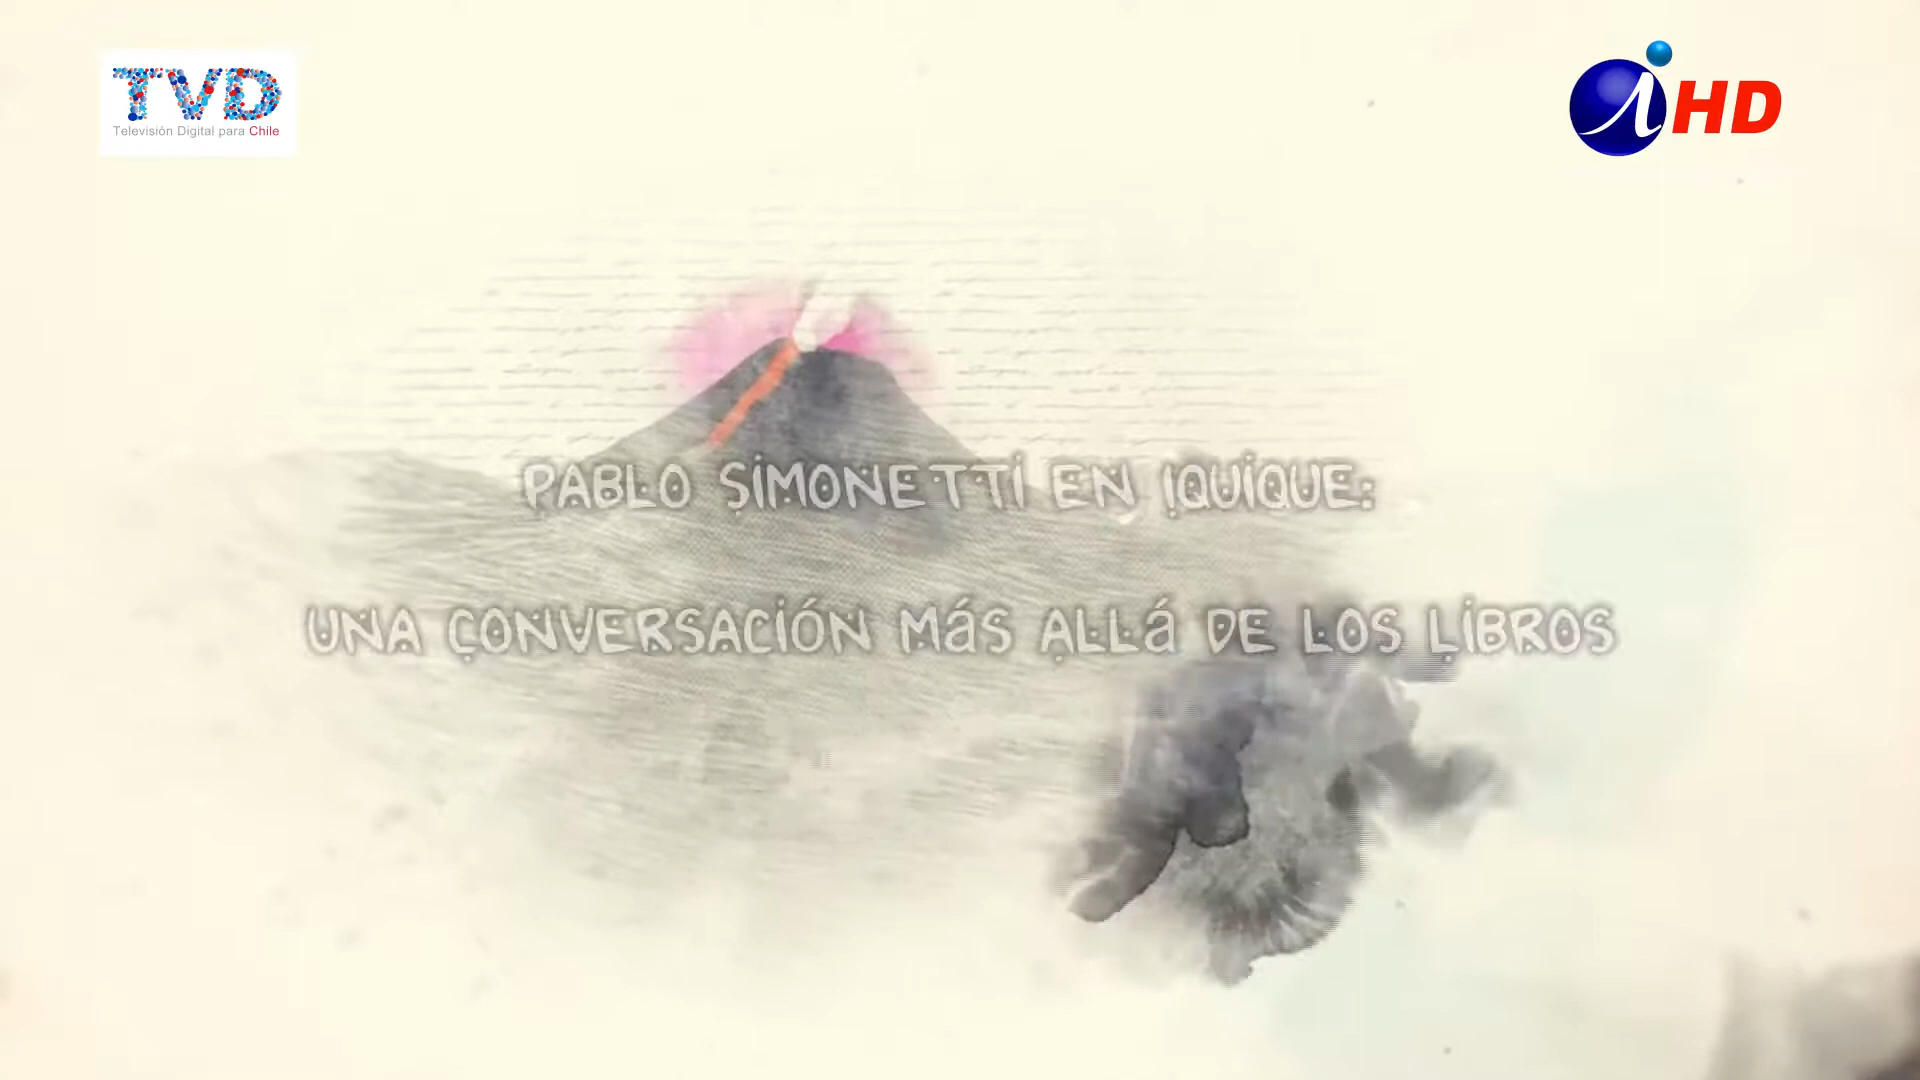 TVD
Televisión Digital para Chile
HD
PABLO SIMONETTI EN IQUIQUE:
UNA CONVERSACIÓN MÁS ALLÁ DE LOS LIBROS